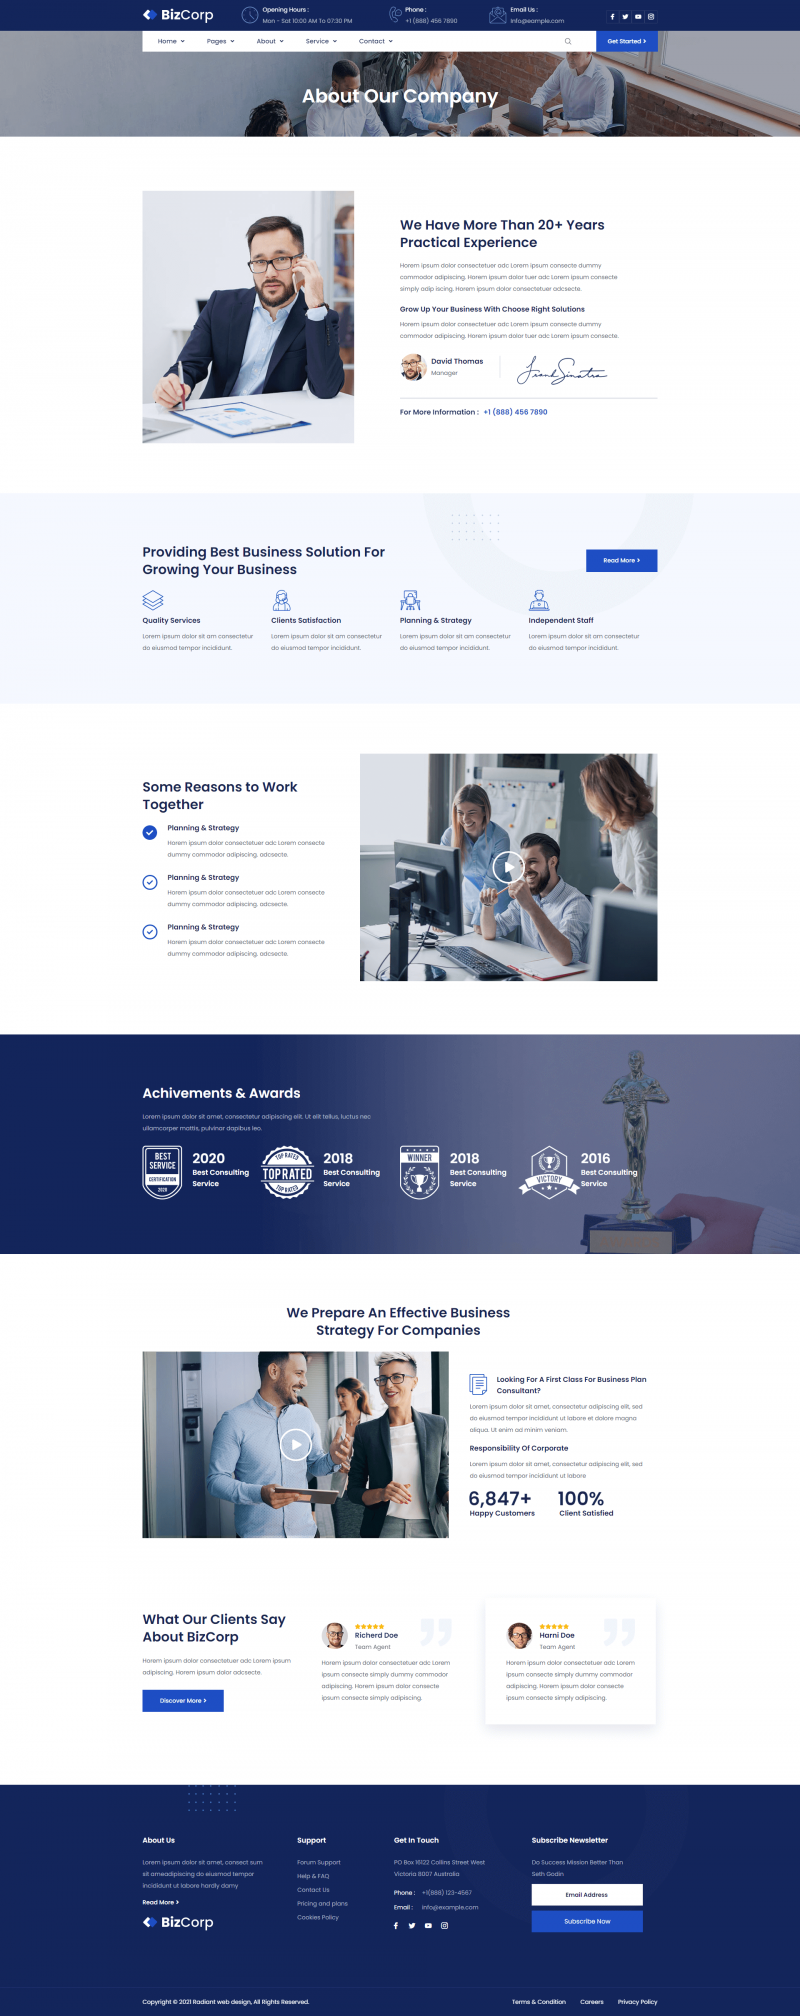 BizCorp
Opening Hours :
Mon - Sat 10:00 AM To 07:30 PM
Phone :
+1 (888) 456 7890
Email Us :
Info@example.com
Home
Pages
About
Service
Contact
Get Started
About Our Company
We Have More Than 20+ Years
Practical Experience
Horem ipsum dolor consectetuer adc Lorem ipsum consecte dummy
commodor adipiscing. Horem ipsum dolor tuer adc Lorem ipsum consecte
simply adip iscing. Horem ipsum dolor consectetuer adcsecte.
Grow Up Your Business With Choose Right Solutions
Horem ipsum dolor consectetuer adc Lorem ipsum consecte dummy
commodor adipiscing. Horem ipsum dolor tuer adc Lorem ipsum consecte.
David Thomas
Manager
Frank Sinatra
For More Information : +1 (888) 456 7890
Providing Best Business Solution For
Growing Your Business
Read More
Quality Services
Lorem ipsum dolor sit am consectetur
do eiusmod tempor incididunt.
Clients Satisfaction
Lorem ipsum dolor sit am consectetur
do eiusmod tempor incididunt.
Planning & Strategy
Lorem ipsum dolor sit am consectetur
do eiusmod tempor incididunt.
Independent Staff
Lorem ipsum dolor sit am consectetur
do eiusmod tempor incididunt.
Some Reasons to Work
Together
Planning & Strategy
Horem ipsum dolor consectetuer adc Lorem consecte
dummy commodor adipiscing. adcsecte.
Planning & Strategy
Horem ipsum dolor consectetuer adc Lorem consecte
dummy commodor adipiscing, adcsecte.
Planning & Strategy
Horem ipsum dolor consectetuer adc Lorem consecte
dummy commodor adipiscing, adcsecte.
Achivements & Awards
Lorem ipsum dolor sit amet, consectetur adipiscing elit. Ut elit tellus, luctus nec
ullamcorper mattis, pulvinar dapibus leo.
BEST
SERVICE
CERTIFICATION
2020
2020
Best Consulting
Service
TOP RATED
TOP RATED
TOP RATED
2018
Best Consulting
Service
WINNER
2018
Best Consulting
Service
VICTORY
2016
Best Consulting
Service
We Prepare An Effective Business
Strategy For Companies
Looking For A First Class For Business Plan
Consultant?
Lorem ipsum dolor sit amet, consectetur adipiscing elit, sed
do eiusmod tempor incididunt ut labore et dolore magna
aliqua. Ut enim ad minim veniam.
Responsibility Of Corporate
Lorem ipsum dolor sit amet, consectetur adipiscing elit, sed
do eiusmod tempor incididunt ut labore
6,847+
Happy Customers
100%
Client Satisfied
What Our Clients Say
About BizCorp
Horem ipsum dolor consectetuer adc Lorem ipsum
adipiscing. Horem ipsum dolor adcsecte.
Discover More
Richerd Doe
Team Agent
Horem ipsum dolor consectetuer adc Lorem
ipsum consecte simply dummy commodor
adipiscing. Horem ipsum dolor consecte
ipsum consecte simply adipiscing.
Harni Doe
Team Agent
Horem ipsum dolor consectetuer adc Lorem
ipsum consecte simply dummy commodor
adipiscing. Horem ipsum dolor consecte
ipsum consecte simply adipiscing.
About Us
Lorem ipsum dolor sit amet, consect sum
sit ameadipiscing do eiusmod tempor
incididunt ut labore hardly damy
Read More
BizCorp
Support
Forum Support
Help & FAQ
Contact Us
Pricing and plans
Cookies Policy
Get In Touch
PO Box 16122 Collins Street West
Victoria 8007 Australia
Phone : +1(888) 123-4567
Email : info@example.com
Subscribe Newsletter
Do Success Mission Better Than
Seth Godin
Email Address
Subscribe Now
Copyright © 2021 Radiant web design, All Rights Reserved.
Terms & Condition
Careers
Privacy Policy